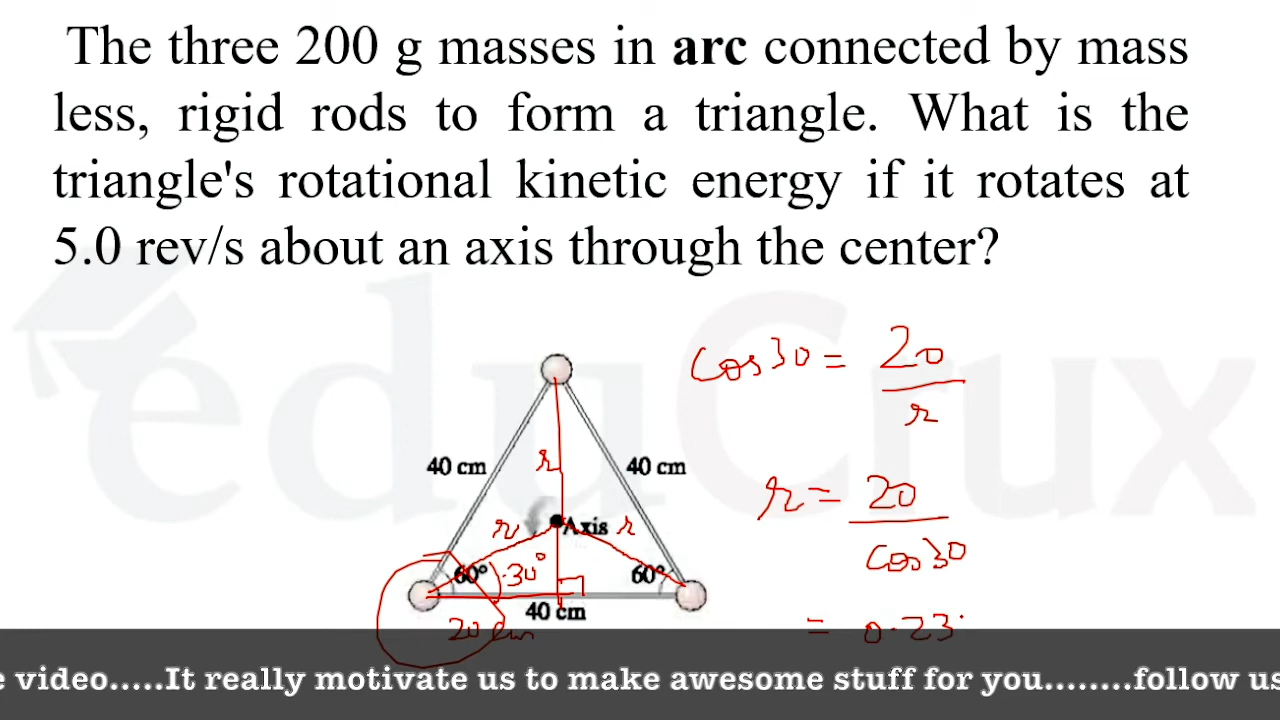 The three 200 g masses in arc connected by mass
less, rigid rods to form a triangle. What is the
triangle's rotational kinetic energy if it rotates at
5.0 rev/s about an axis through the center?
eduCrux
cos30 = 20
r
r = 20
cos30
= 0.23
40 cm
40 cm
r
r
Axis
r
60°
30°
60°
40 cm
20 cm
e video.....It really motivate us to make awesome stuff for you........follow us